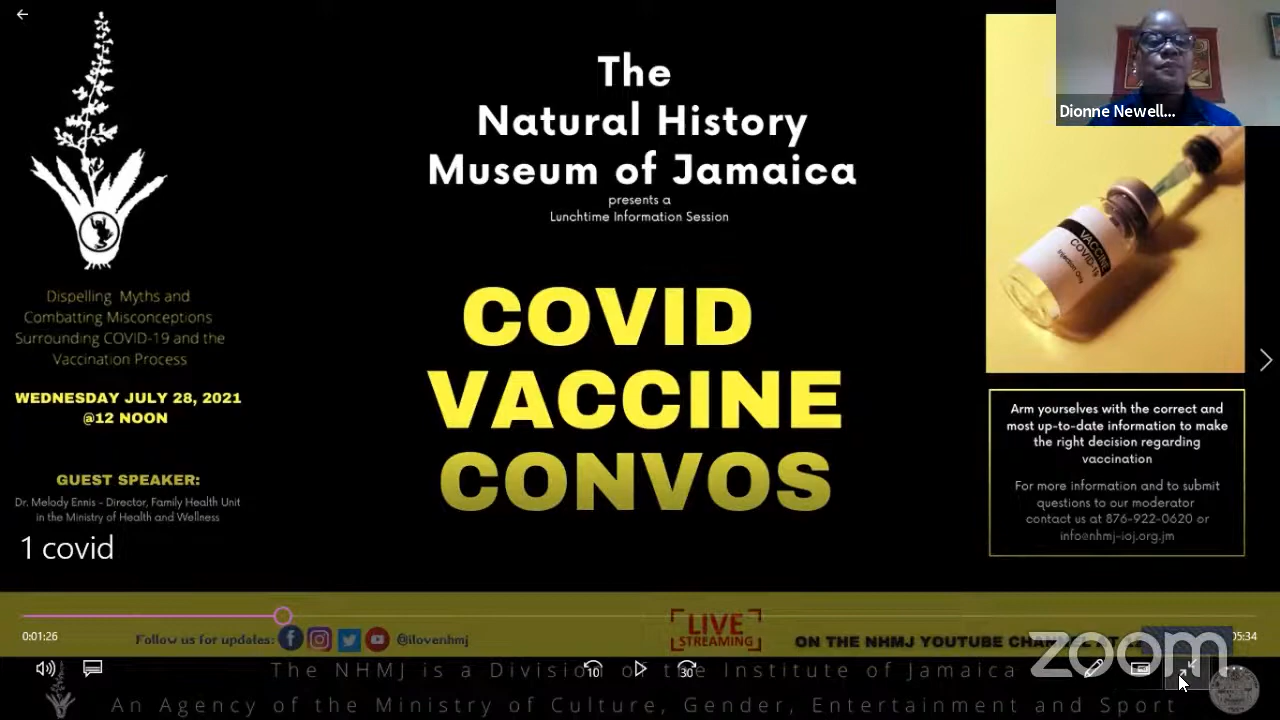 The
Natural History
Museum of Jamaica
presents a
Lunchtime Information Session
Dionne Newell...
VACCINE
COVID-19
Injection Only
Dispelling Myths and
Combatting Misconceptions
Surrounding COVID-19 and the
Vaccination Process
WEDNESDAY JULY 28, 2021
@12 NOON
GUEST SPEAKER:
Dr. Melody Ennis - Director, Family Health Unit
in the Ministry of Health and Wellness
COVID
VACCINE
CONVOS
Arm yourselves with the correct and
most up-to-date information to make
the right decision regarding
vaccination
For more information and to submit
questions to our moderator
contact us at 876-922-0620 or
info@nhmj-ioj.org.jm
1 covid
0:01:26
05:34
Follow us for updates: @ilovenhmj
LIVE
STREAMING
ON THE NHMJ YOUTUBE
zoom
10
30
The NHMJ is a Division of the Institute of Jamaica
An Agency of the Ministry of Culture, Gender, Entertainment and Sport